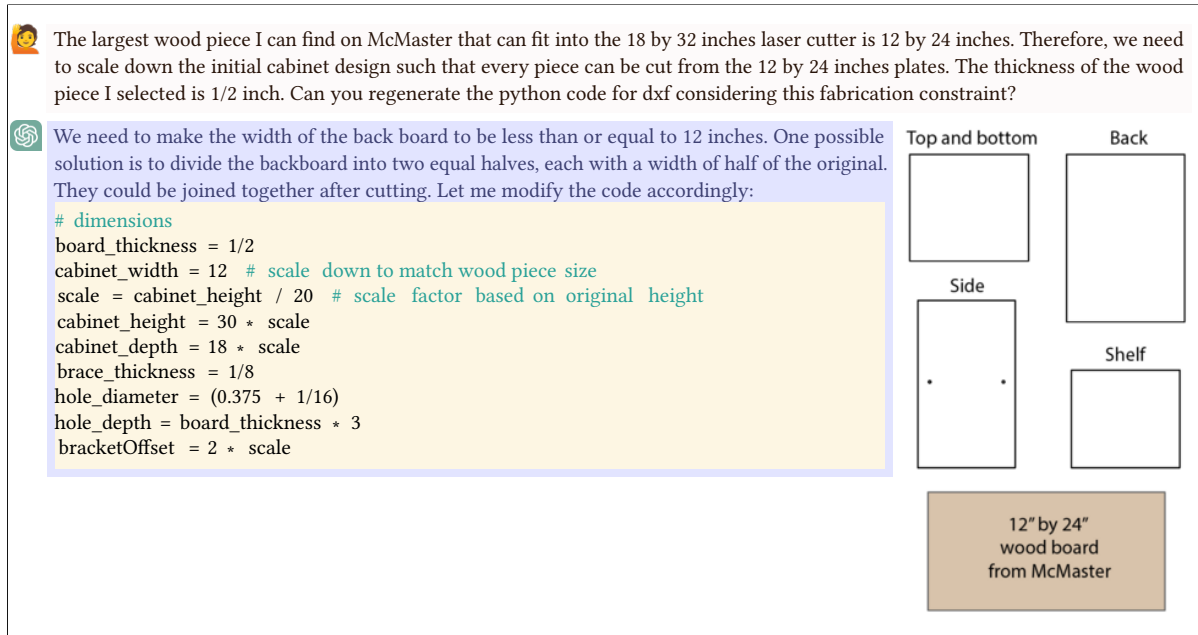 The largest wood piece I can find on McMaster that can fit into the 18 by 32 inches laser cutter is 12 by 24 inches. Therefore, we need
to scale down the initial cabinet design such that every piece can be cut from the 12 by 24 inches plates. The thickness of the wood
piece I selected is 1/2 inch. Can you regenerate the python code for dxf considering this fabrication constraint?
We need to make the width of the back board to be less than or equal to 12 inches. One possible
solution is to divide the backboard into two equal halves, each with a width of half of the original.
They could be joined together after cutting. Let me modify the code accordingly:
# dimensions
board_thickness = 1/2
cabinet_width = 12 # scale down to match wood piece size
scale = cabinet_height / 20 # scale factor based on original height
cabinet_height = 30 * scale
cabinet_depth = 18 * scale
brace_thickness = 1/8
hole_diameter = (0.375 + 1/16)
hole_depth = board_thickness * 3
bracketOffset = 2 * scale
Top and bottom
Back
Side
Shelf
12″ by 24″
wood board
from McMaster